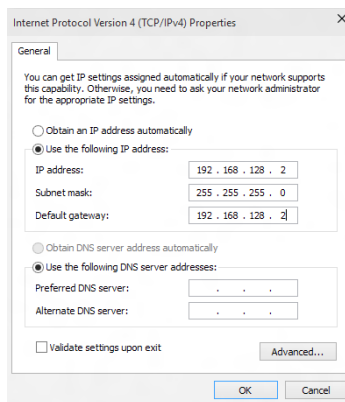 Internet Protocol Version 4 (TCP/IPv4) Properties
General
You can get IP settings assigned automatically if your network supports
this capability. Otherwise, you need to ask your network administrator
for the appropriate IP settings.
Obtain an IP address automatically
Use the following IP address:
IP address: 192 . 168 . 128 . 2
Subnet mask: 255 . 255 . 255 . 0
Default gateway: 192 . 168 . 128 . 2
Obtain DNS server address automatically
Use the following DNS server addresses:
Preferred DNS server: . . .
Alternate DNS server: . . .
Validate settings upon exit
Advanced...
OK Cancel